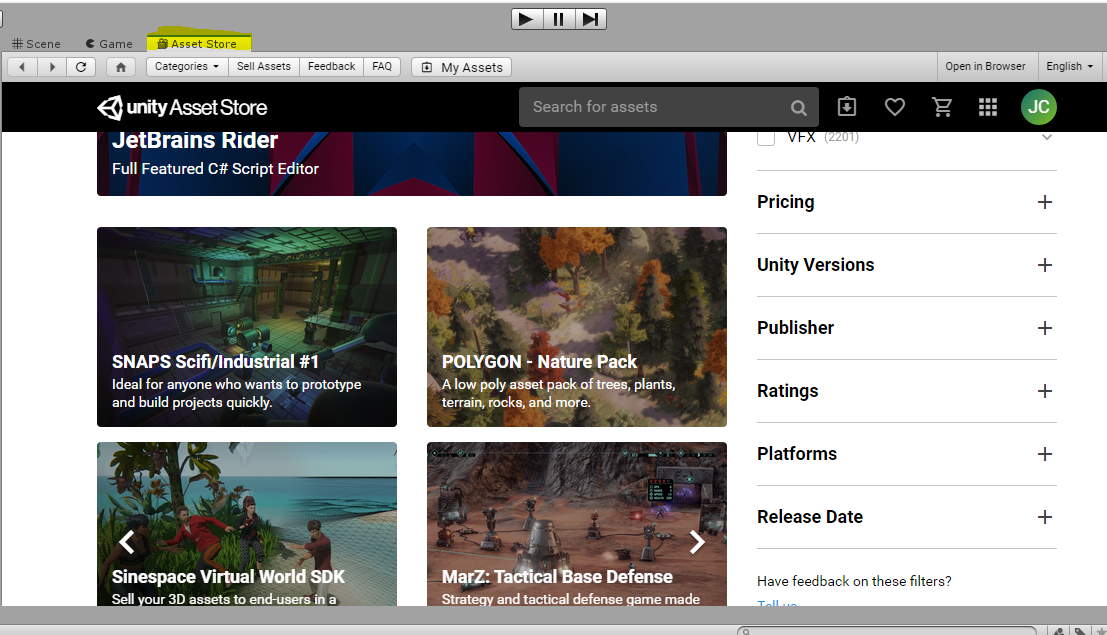 Scene Game Asset Store
Categories Sell Assets Feedback FAQ My Assets Open in Browser English
unity Asset Store Search for assets JC
JetBrains Rider
Full Featured C# Script Editor
SNAPS Scifi/Industrial #1
Ideal for anyone who wants to prototype
and build projects quickly.
POLYGON - Nature Pack
A low poly asset pack of trees, plants,
terrain, rocks, and more.
Sinespace Virtual World SDK
Sell your 3D assets to end-users in a
MarZ: Tactical Base Defense
Strategy and tactical defense game made
VFX (2201)
Pricing
Unity Versions
Publisher
Ratings
Platforms
Release Date
Have feedback on these filters?
Tell us